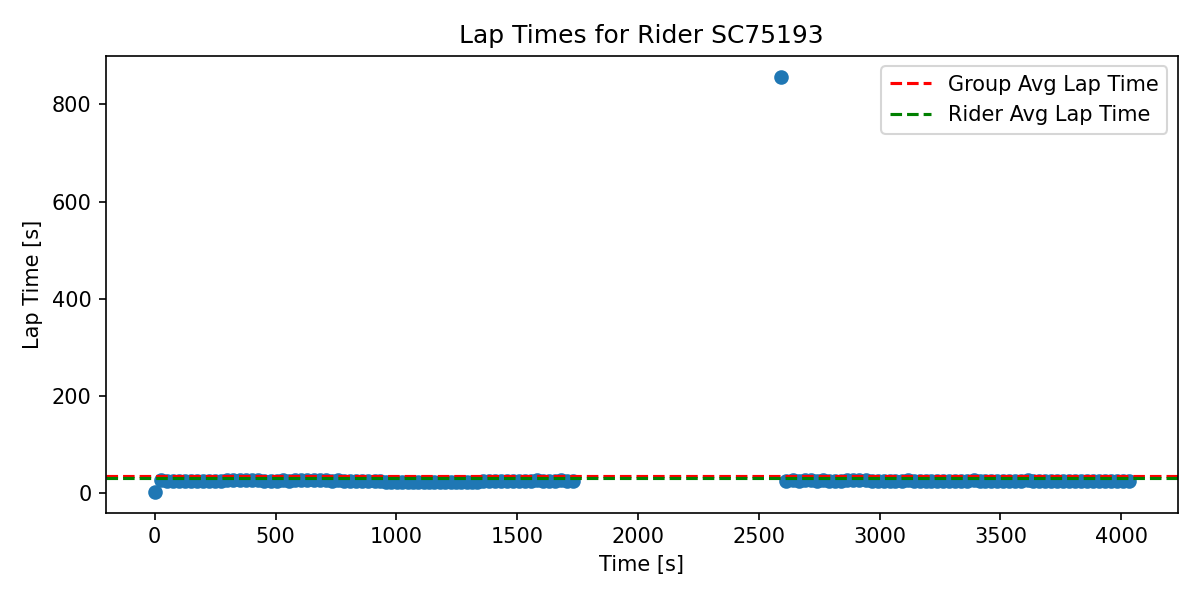 Lap Times for Rider SC75193
Group Avg Lap Time
Rider Avg Lap Time
Lap Time [s]
800
600
400
200
0
0 500 1000 1500 2000 2500 3000 3500 4000
Time [s]